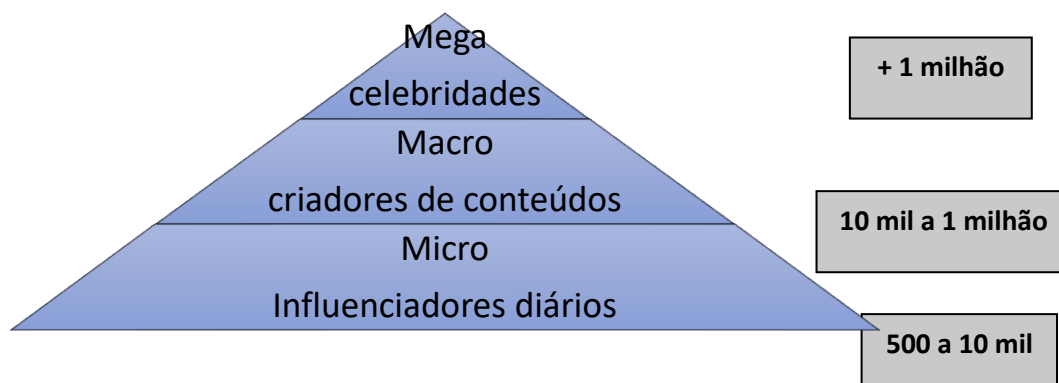 Mega
celebridades
+ 1 milhão
Macro
criadores de conteúdos
10 mil a 1 milhão
Micro
Influenciadores diários
500 a 10 mil